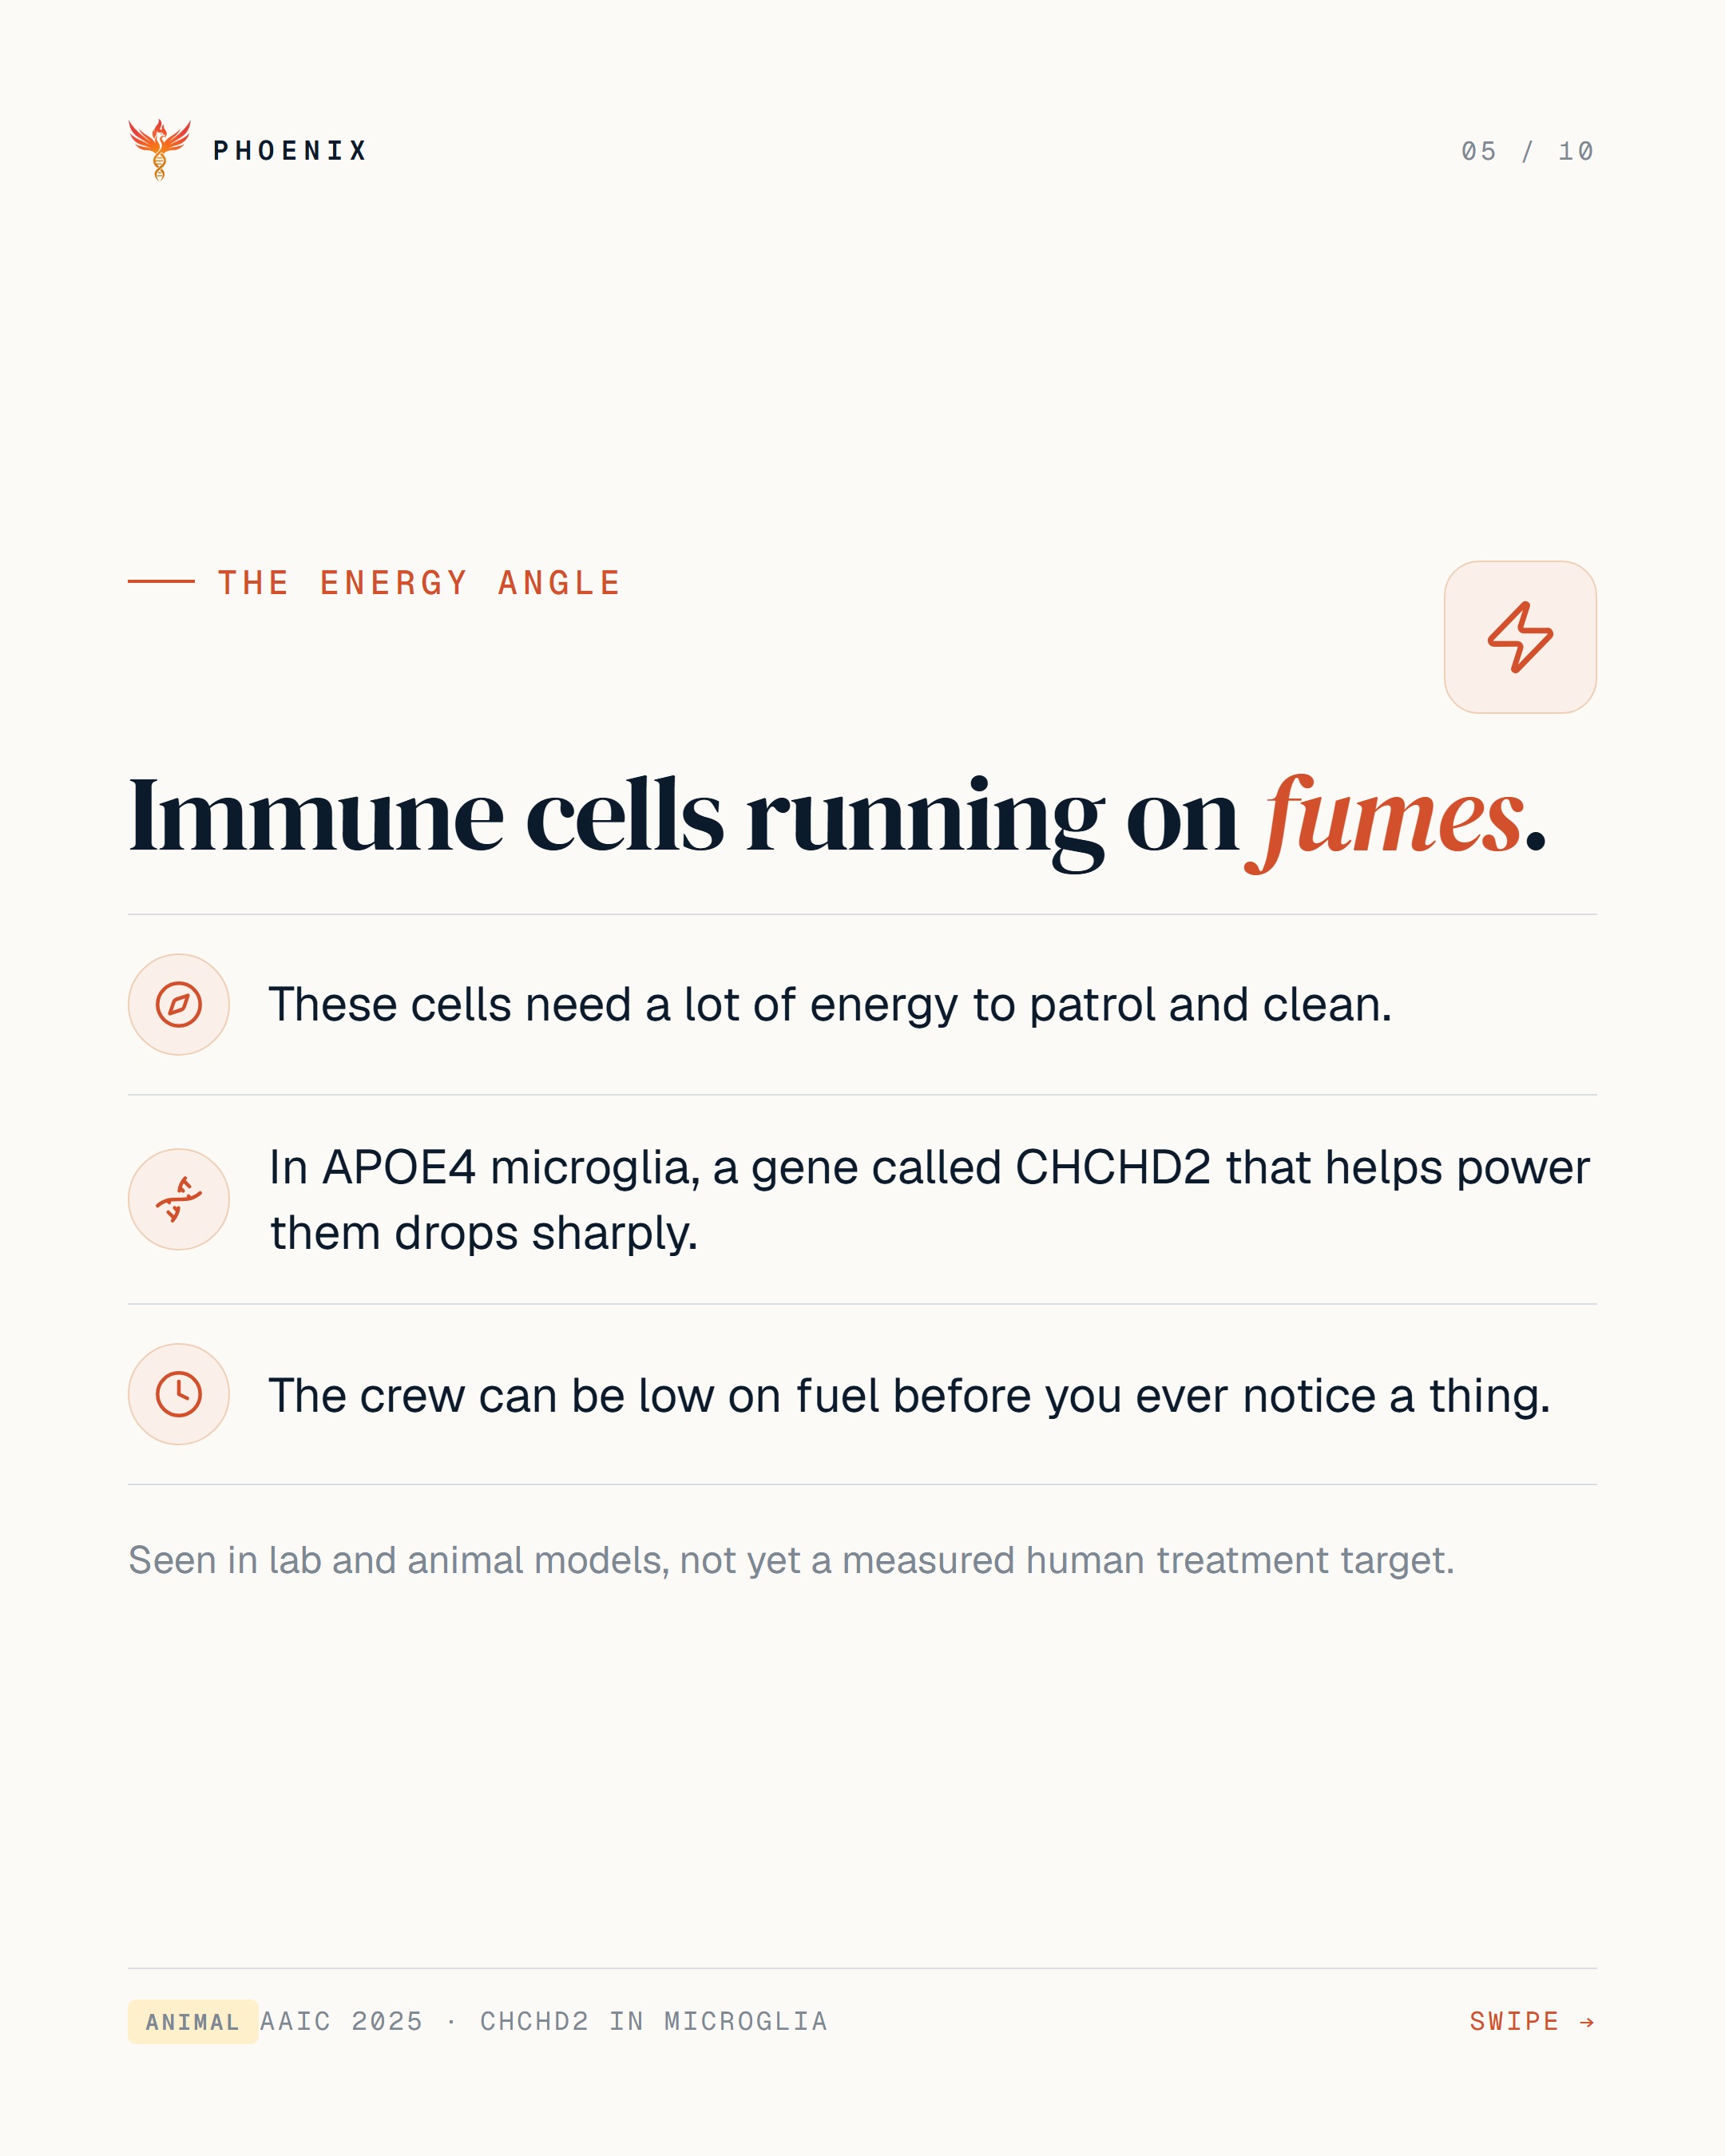 PHOENIX
05 / 10
THE ENERGY ANGLE
Immune cells running on fumes.
These cells need a lot of energy to patrol and clean.
In APOE4 microglia, a gene called CHCHD2 that helps power
them drops sharply.
The crew can be low on fuel before you ever notice a thing.
Seen in lab and animal models, not yet a measured human treatment target.
ANIMAL AAIC 2025 · CHCHD2 IN MICROGLIA
SWIPE →